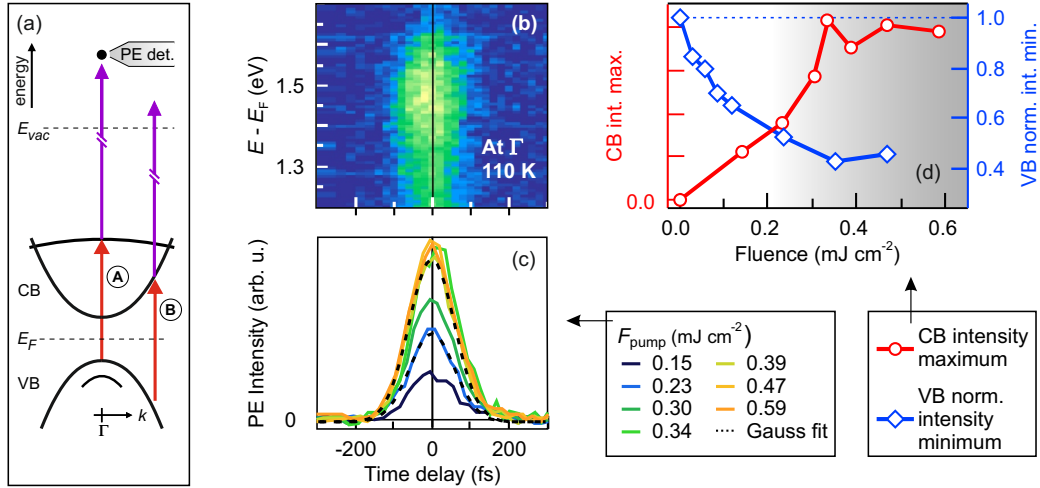 (a)
energy
PE det.
E_vac
A
CB
B
E_F
VB
k
Γ
(b)
E - E_F (eV)
1.5
1.3
At Γ
110 K
(c)
PE Intensity (arb. u.)
0
-200
0
200
Time delay (fs)
(d)
CB int. max.
0.0
VB norm. int. min.
1.0
0.8
0.6
0.4
0.0
0.2
0.4
0.6
Fluence (mJ cm⁻²)
F_pump (mJ cm⁻²)
0.15
0.23
0.30
0.34
0.39
0.47
0.59
Gauss fit
CB intensity
maximum
VB norm.
intensity
minimum